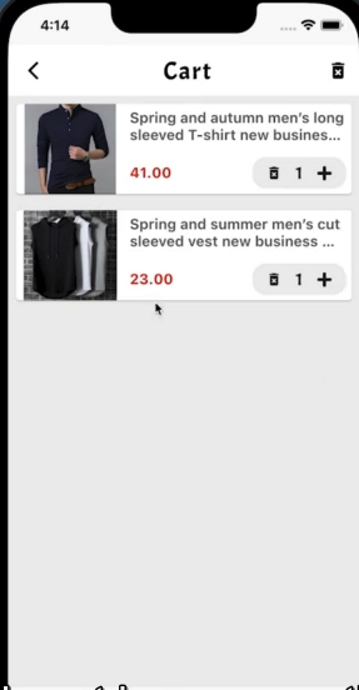 4:14
Cart
Spring and autumn men's long
sleeved T-shirt new busines...
41.00
1
Spring and summer men's cut
sleeved vest new business ...
23.00
1